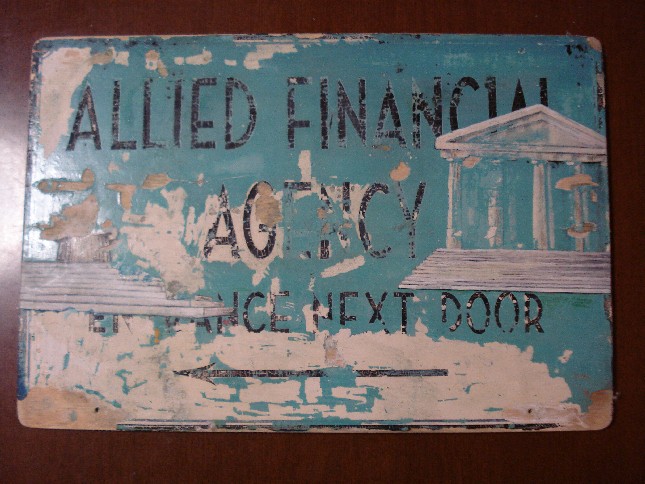 ALLIED FINANCIAL
AGENCY
ENTRANCE NEXT DOOR